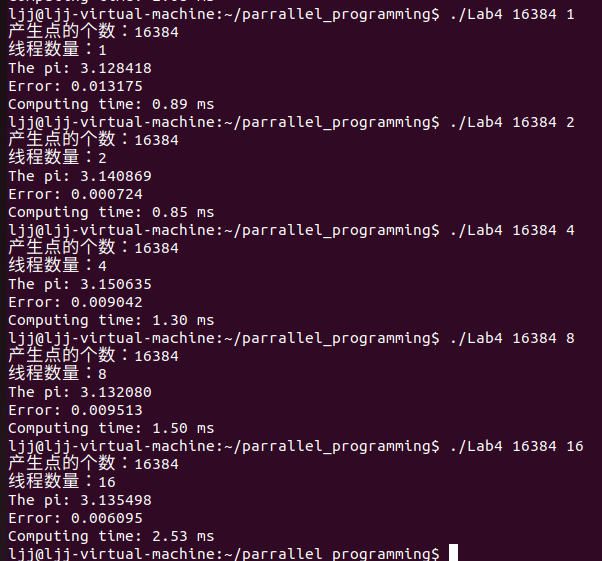 ljj@ljj-virtual-machine:~/parrallel_programming$ ./Lab4 16384 1
产生点的个数：16384
线程数量：1
The pi: 3.128418
Error: 0.013175
Computing time: 0.89 ms
ljj@ljj-virtual-machine:~/parrallel_programming$ ./Lab4 16384 2
产生点的个数：16384
线程数量：2
The pi: 3.140869
Error: 0.000724
Computing time: 0.85 ms
ljj@ljj-virtual-machine:~/parrallel_programming$ ./Lab4 16384 4
产生点的个数：16384
线程数量：4
The pi: 3.150635
Error: 0.009042
Computing time: 1.30 ms
ljj@ljj-virtual-machine:~/parrallel_programming$ ./Lab4 16384 8
产生点的个数：16384
线程数量：8
The pi: 3.132080
Error: 0.009513
Computing time: 1.50 ms
ljj@ljj-virtual-machine:~/parrallel_programming$ ./Lab4 16384 16
产生点的个数：16384
线程数量：16
The pi: 3.135498
Error: 0.006095
Computing time: 2.53 ms
ljj@ljj-virtual-machine:~/parrallel_programming$